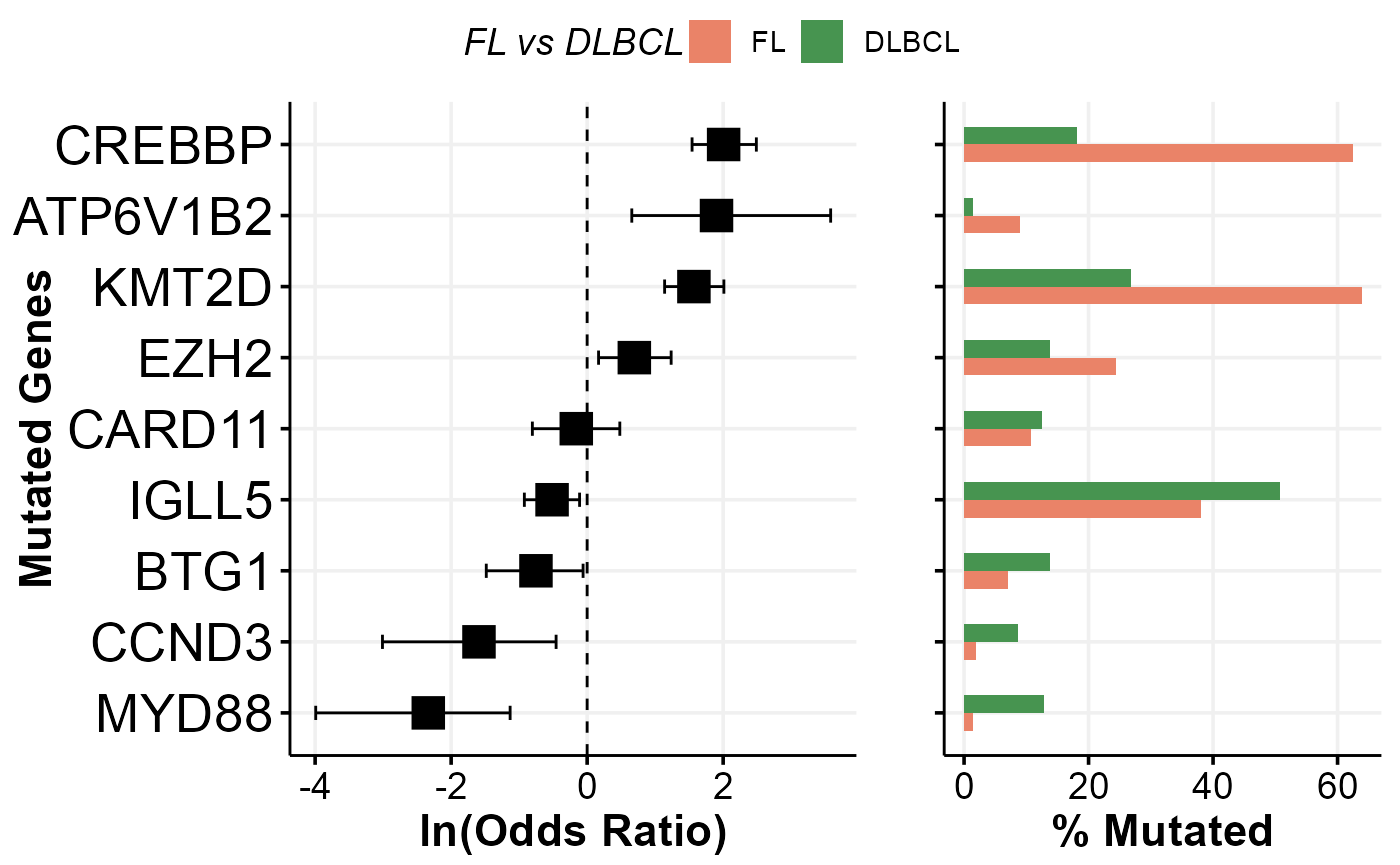 FL vs DLBCL FL DLBCL
Mutated Genes
CREBBP
ATP6V1B2
KMT2D
EZH2
CARD11
IGLL5
BTG1
CCND3
MYD88
-4 -2 0 2
ln(Odds Ratio)
0 20 40 60
% Mutated